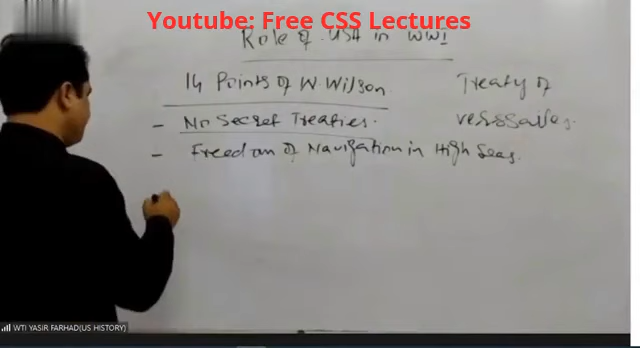 Youtube: Free CSS Lectures
Role of USA in WWI
14 Points of W. Wilson
Treaty of
Verssailes.
- No Secret Treaties.
- Freedom of Navigation in High Seas.
WTI YASIR FARHAD(US HISTORY)